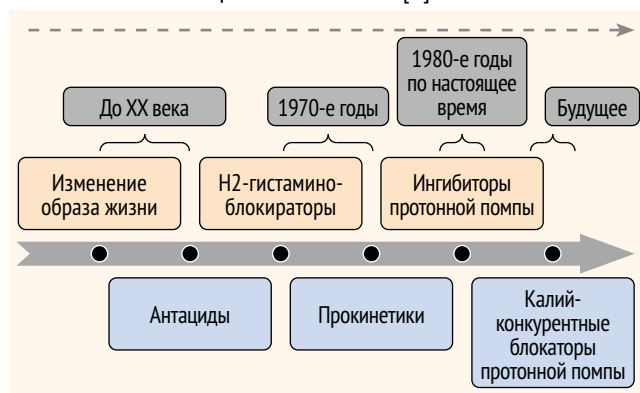 До XX века
1970-е годы
1980-е годы
по настоящее
время
Будущее
Изменение
образа жизни
Н2-гистамино-
блокираторы
Ингибиторы
протонной помпы
Антациды
Прокинетики
Калий-
конкурентные
блокаторы
протонной помпы